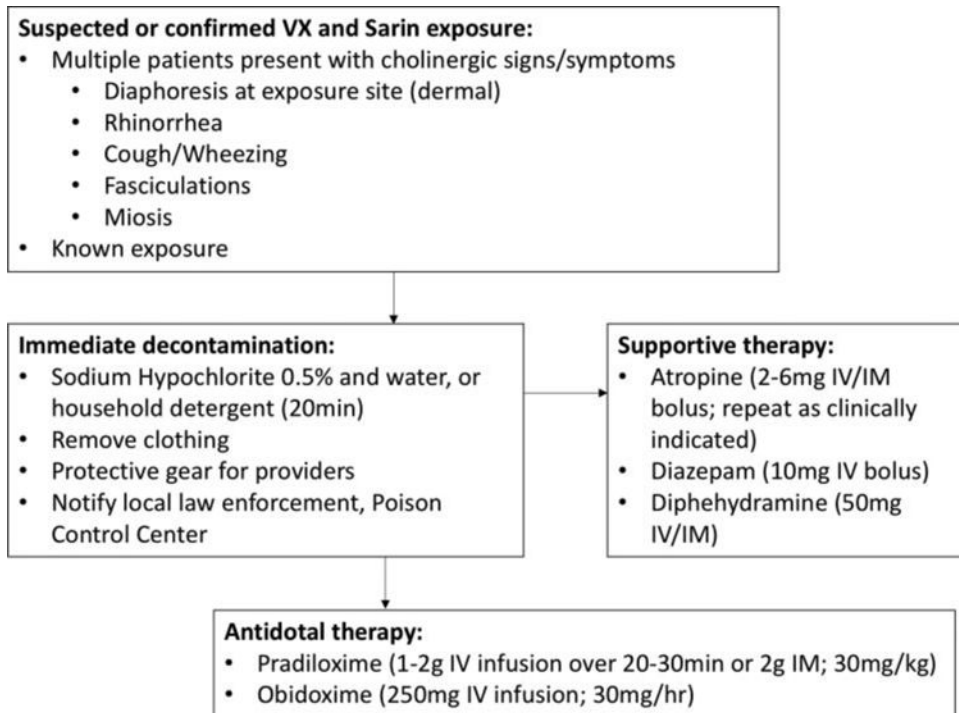 Suspected or confirmed VX and Sarin exposure:
• Multiple patients present with cholinergic signs/symptoms
• Diaphoresis at exposure site (dermal)
• Rhinorrhea
• Cough/Wheezing
• Fasciculations
• Miosis
• Known exposure
Immediate decontamination:
• Sodium Hypochlorite 0.5% and water, or
household detergent (20min)
• Remove clothing
• Protective gear for providers
• Notify local law enforcement, Poison
Control Center
Supportive therapy:
• Atropine (2-6mg IV/IM
bolus; repeat as clinically
indicated)
• Diazepam (10mg IV bolus)
• Diphehydramine (50mg
IV/IM)
Antidotal therapy:
• Pradiloxime (1-2g IV infusion over 20-30min or 2g IM; 30mg/kg)
• Obidoxime (250mg IV infusion; 30mg/hr)